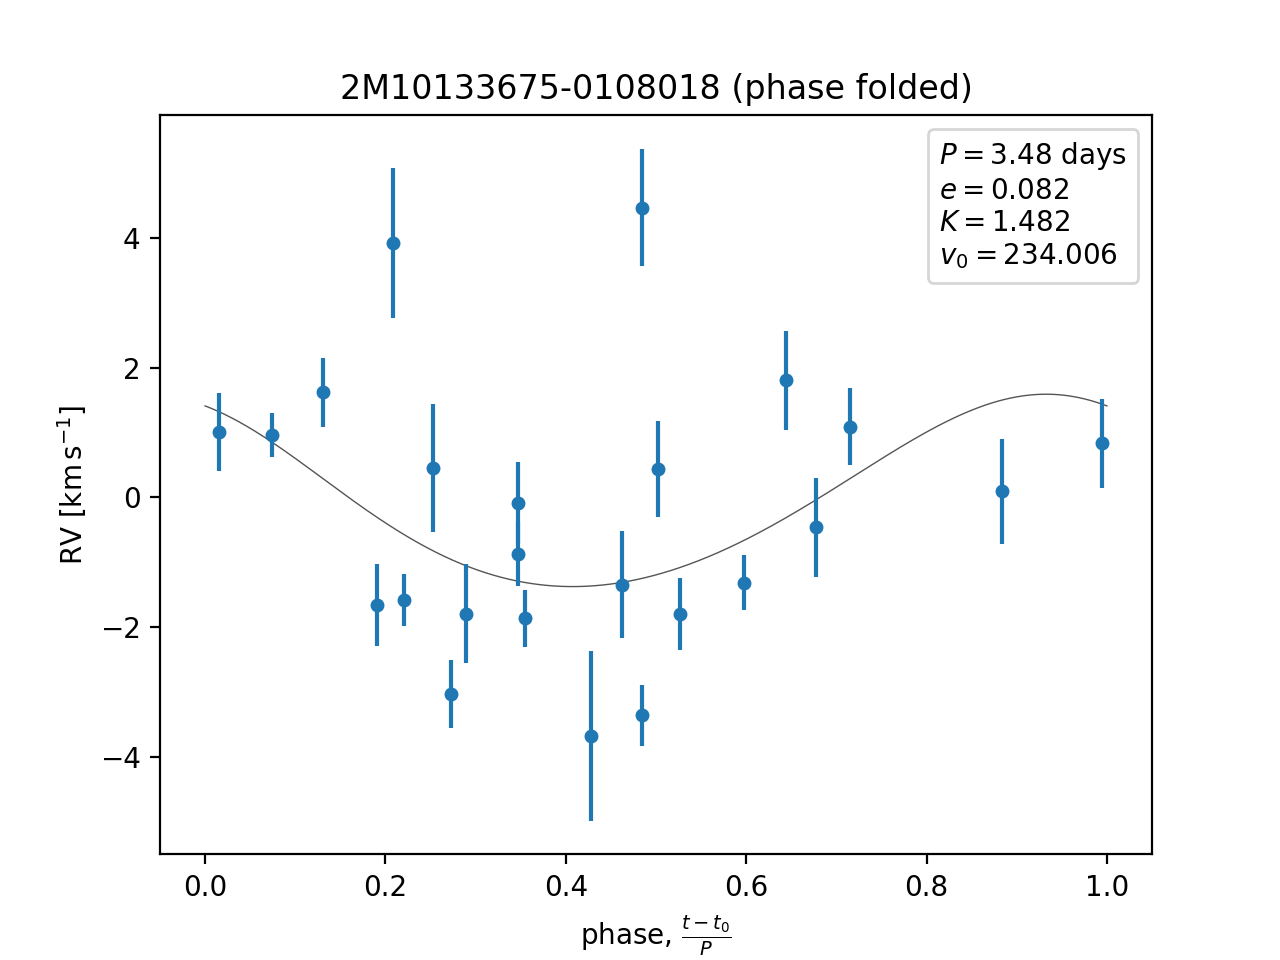 2M10133675-0108018 (phase folded)
P = 3.48 days
e = 0.082
K = 1.482
v₀ = 234.006
RV [km s⁻¹]
4
2
0
−2
−4
0.0 0.2 0.4 0.6 0.8 1.0
phase, (t − t₀)/P